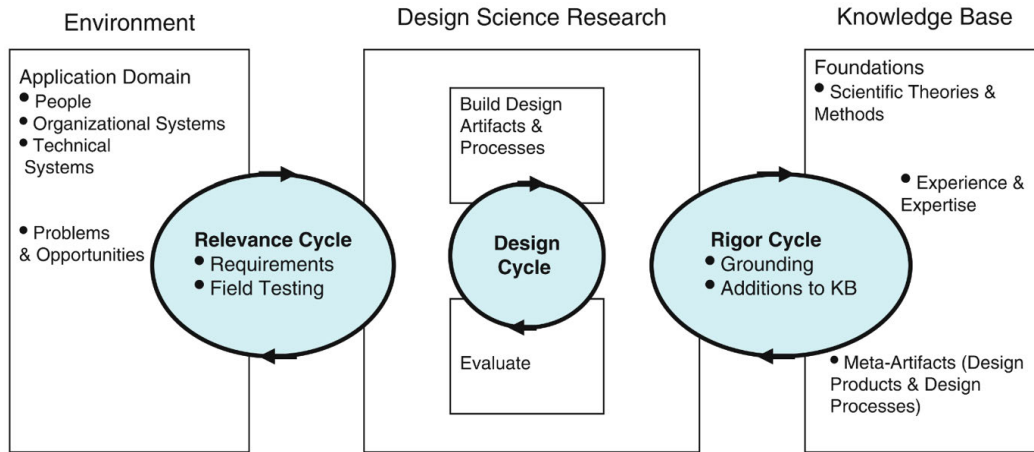 Environment
Design Science Research
Knowledge Base
Application Domain
● People
● Organizational Systems
● Technical
Systems
● Problems
& Opportunities
Relevance Cycle
● Requirements
● Field Testing
Build Design
Artifacts &
Processes
Design
Cycle
Evaluate
Rigor Cycle
● Grounding
● Additions to KB
Foundations
● Scientific Theories &
Methods
● Experience &
Expertise
● Meta-Artifacts (Design
Products & Design
Processes)